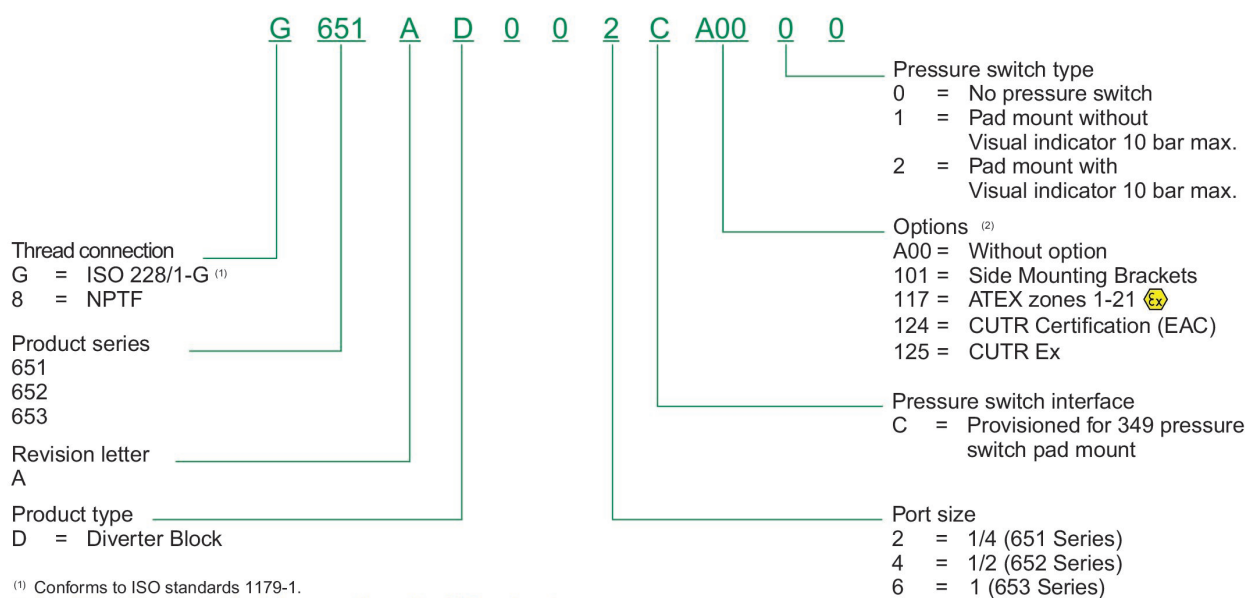 G 651 A D 0 0 2 C A00 0 0
Pressure switch type
0 = No pressure switch
1 = Pad mount without
Visual indicator 10 bar max.
2 = Pad mount with
Visual indicator 10 bar max.
Options (2)
A00 = Without option
101 = Side Mounting Brackets
117 = ATEX zones 1-21 Ex
124 = CUTR Certification (EAC)
125 = CUTR Ex
Pressure switch interface
C = Provisioned for 349 pressure
switch pad mount
Port size
2 = 1/4 (651 Series)
4 = 1/2 (652 Series)
6 = 1 (653 Series)
Thread connection
G = ISO 228/1-G (1)
8 = NPTF
Product series
651
652
653
Revision letter
A
Product type
D = Diverter Block
(1) Conforms to ISO standards 1179-1.